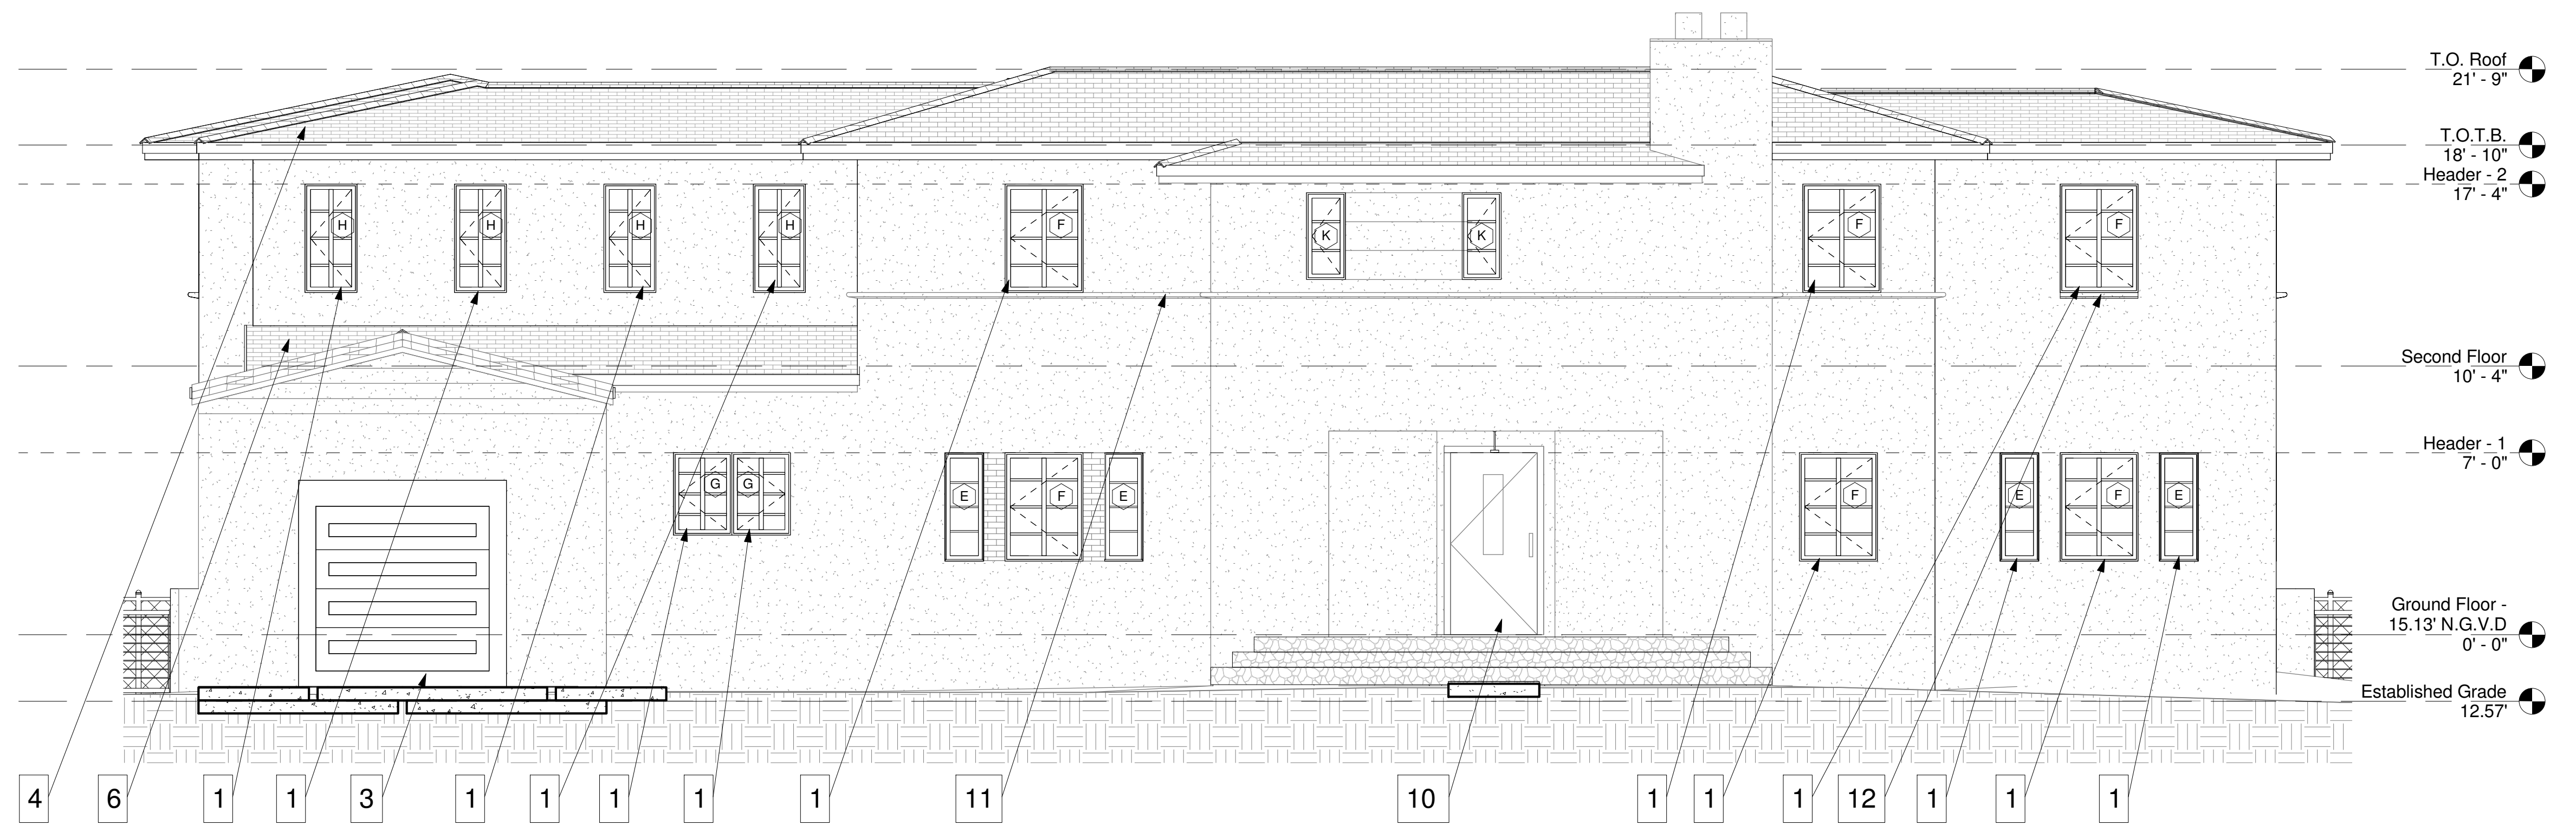 T.O. Roof
21' - 9"
T.O.T.B.
18' - 10"
Header - 2
17' - 4"
H H H H F K K F F
Second Floor
10' - 4"
Header - 1
7' - 0"
G G E F E F E F E
Ground Floor -
15.13' N.G.V.D
0' - 0"
Established Grade
12.57'
4 6 1 1 3 1 1 1 1 1 11 10 1 1 1 12 1 1 1